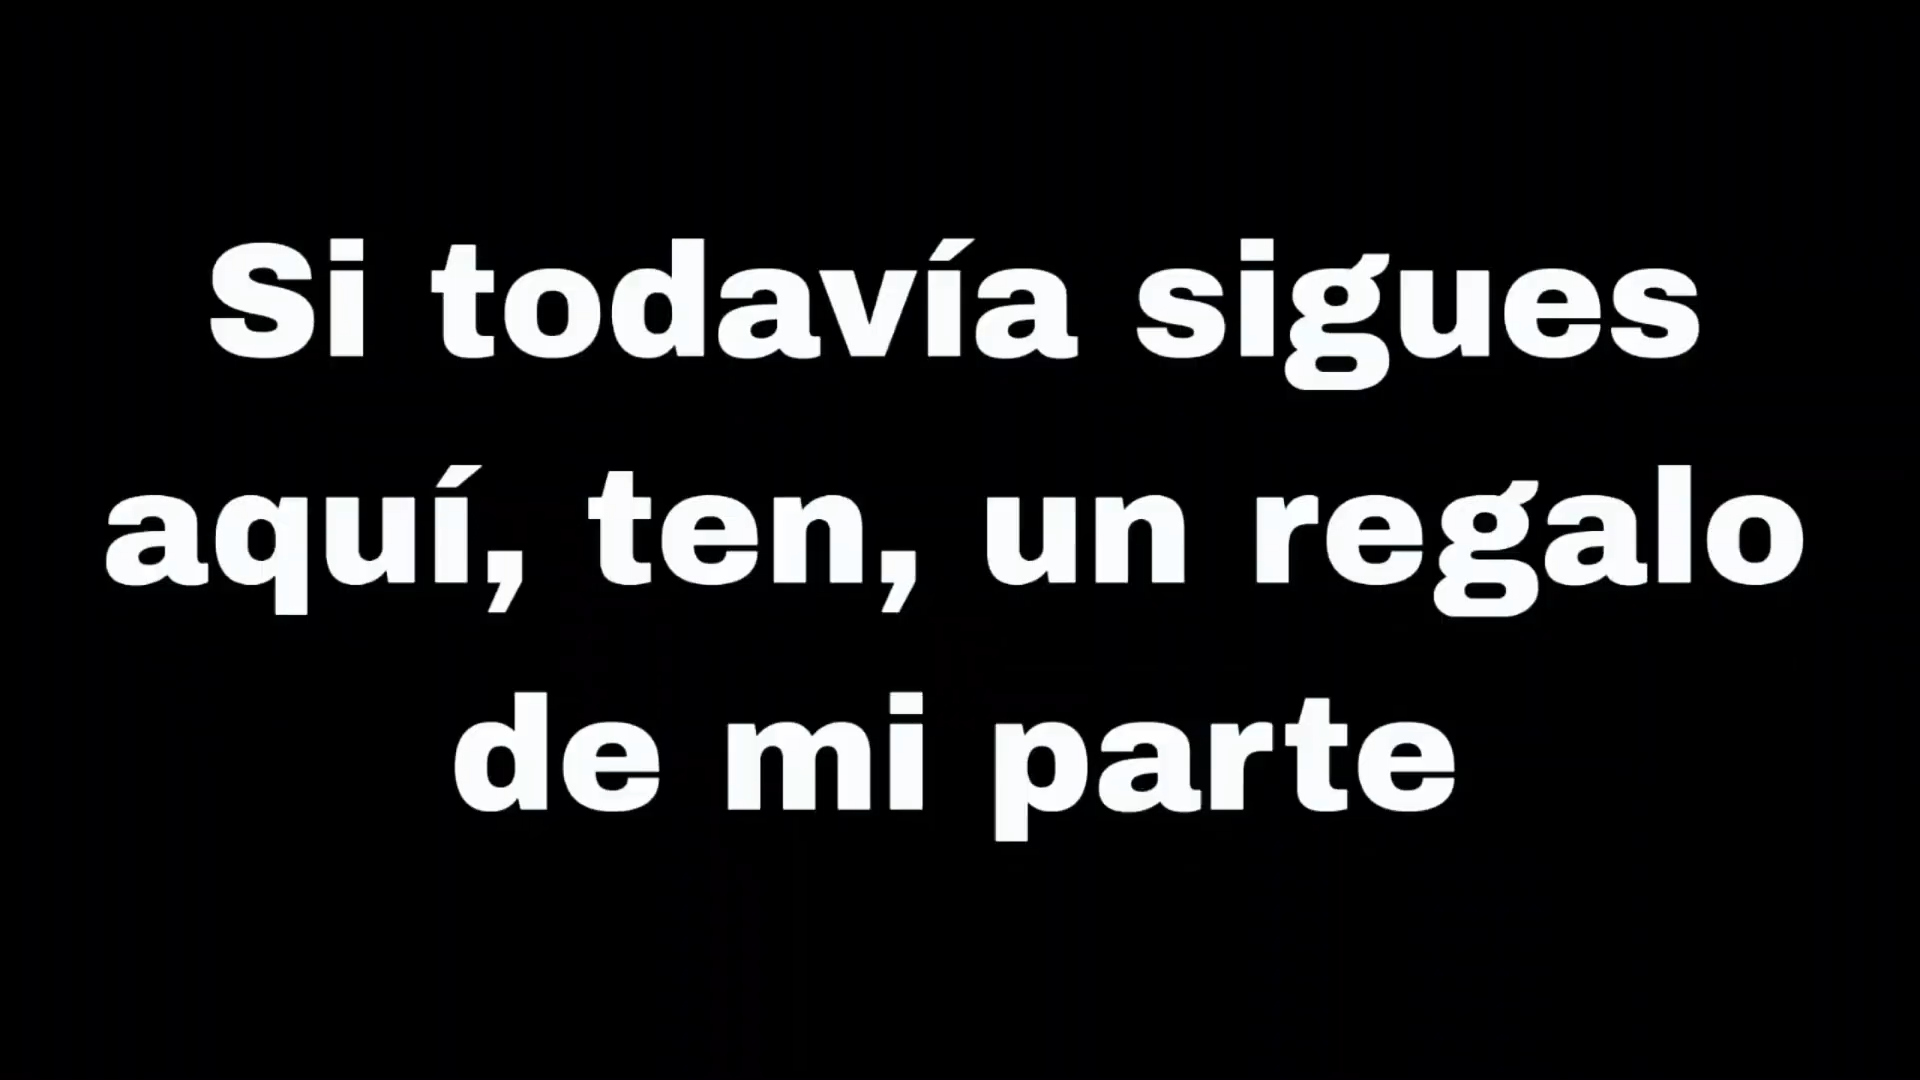 Si todavía sigues
aquí, ten, un regalo
de mi parte